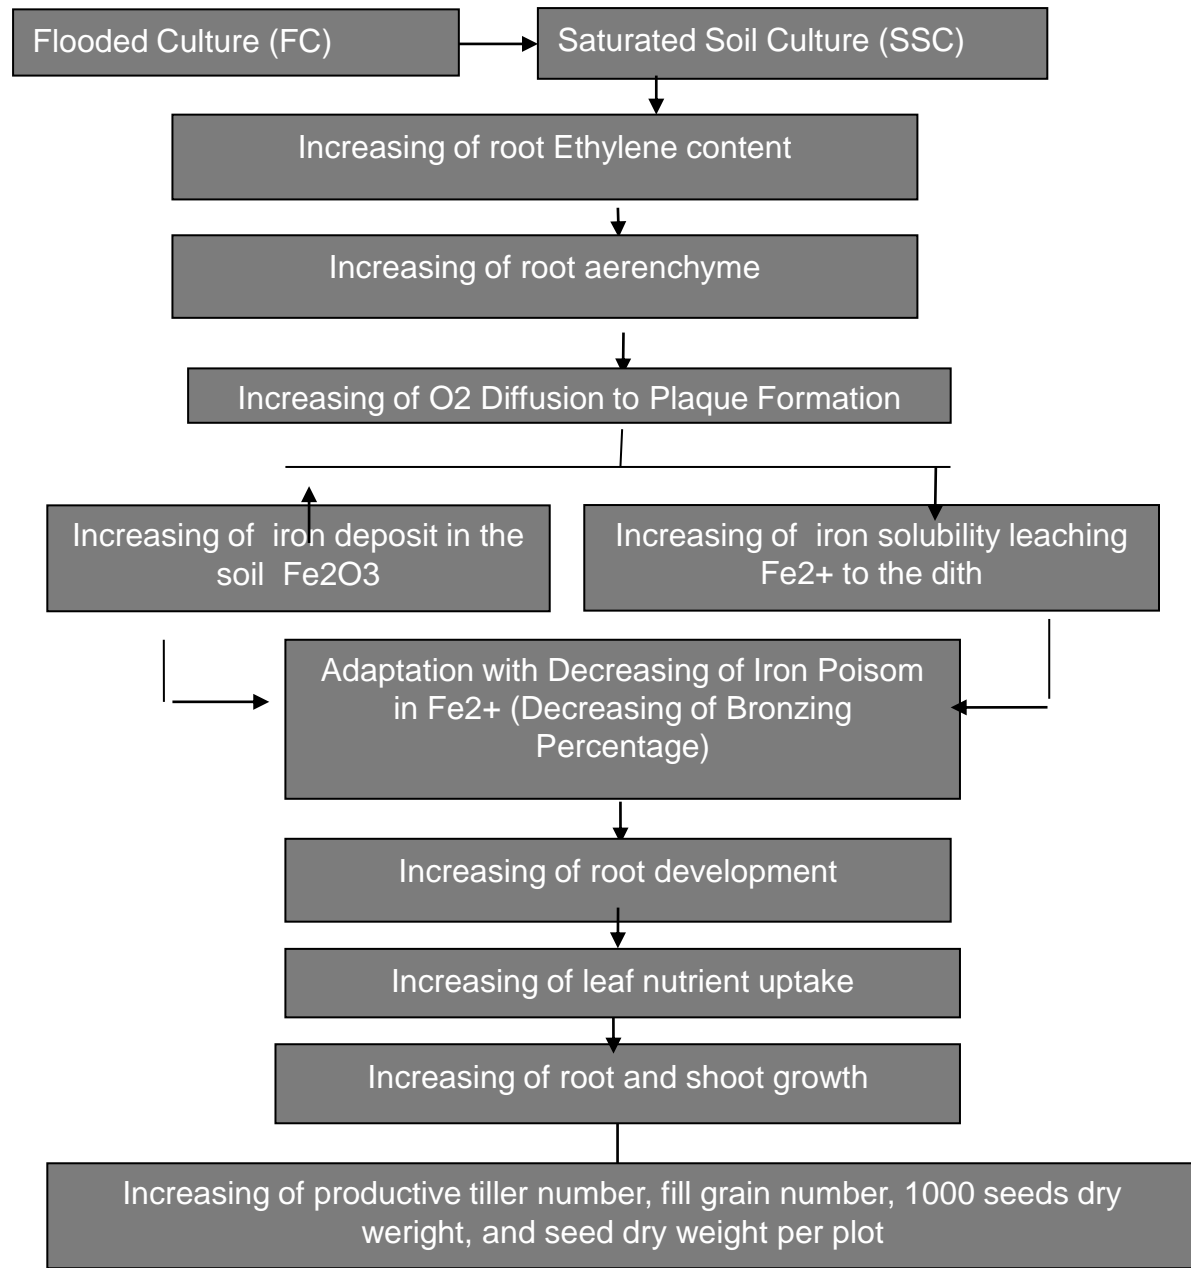 Flooded Culture (FC)
Saturated Soil Culture (SSC)
Increasing of root Ethylene content
Increasing of root aerenchyme
Increasing of O2 Diffusion to Plaque Formation
Increasing of iron deposit in the
soil Fe2O3
Increasing of iron solubility leaching
Fe2+ to the dith
Adaptation with Decreasing of Iron Poisom
in Fe2+ (Decreasing of Bronzing
Percentage)
Increasing of root development
Increasing of leaf nutrient uptake
Increasing of root and shoot growth
Increasing of productive tiller number, fill grain number, 1000 seeds dry
weright, and seed dry weight per plot